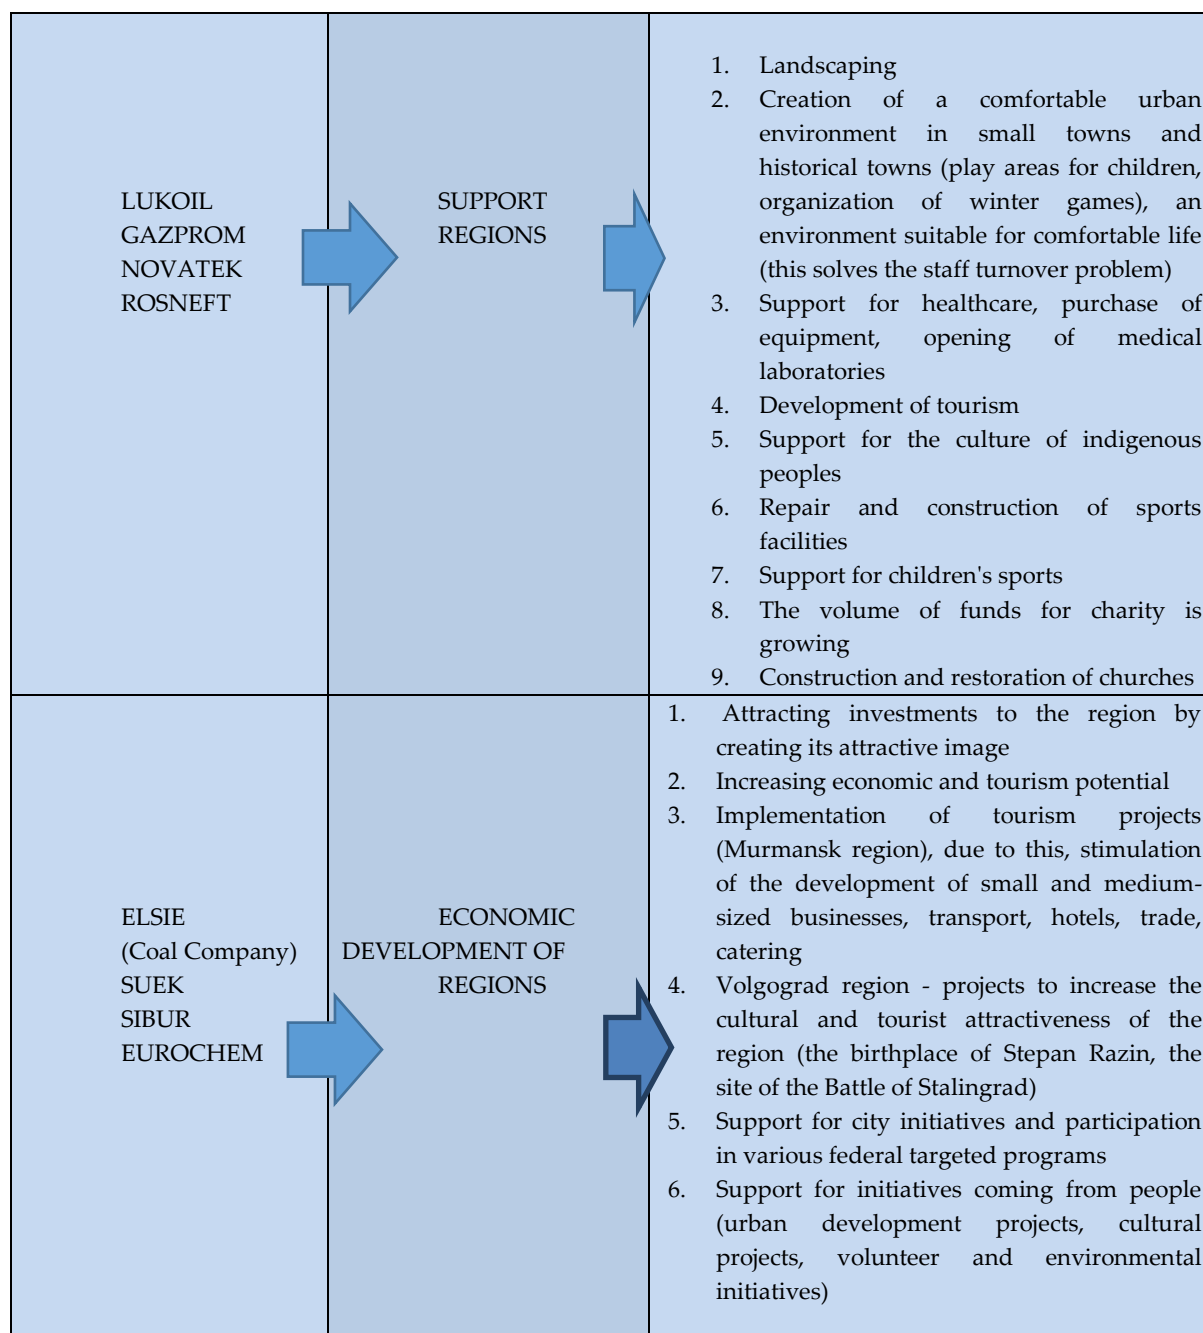 LUKOIL
GAZPROM
NOVATEK
ROSNEFT
SUPPORT
REGIONS
1. Landscaping
2. Creation of a comfortable urban
environment in small towns and
historical towns (play areas for children,
organization of winter games), an
environment suitable for comfortable life
(this solves the staff turnover problem)
3. Support for healthcare, purchase of
equipment, opening of medical
laboratories
4. Development of tourism
5. Support for the culture of indigenous
peoples
6. Repair and construction of sports
facilities
7. Support for children's sports
8. The volume of funds for charity is
growing
9. Construction and restoration of churches
ELSIE
(Coal Company)
SUEK
SIBUR
EUROCHEM
ECONOMIC
DEVELOPMENT OF
REGIONS
1. Attracting investments to the region by
creating its attractive image
2. Increasing economic and tourism potential
3. Implementation of tourism projects
(Murmansk region), due to this, stimulation
of the development of small and medium-
sized businesses, transport, hotels, trade,
catering
4. Volgograd region - projects to increase the
cultural and tourist attractiveness of the
region (the birthplace of Stepan Razin, the
site of the Battle of Stalingrad)
5. Support for city initiatives and participation
in various federal targeted programs
6. Support for initiatives coming from people
(urban development projects, cultural
projects, volunteer and environmental
initiatives)